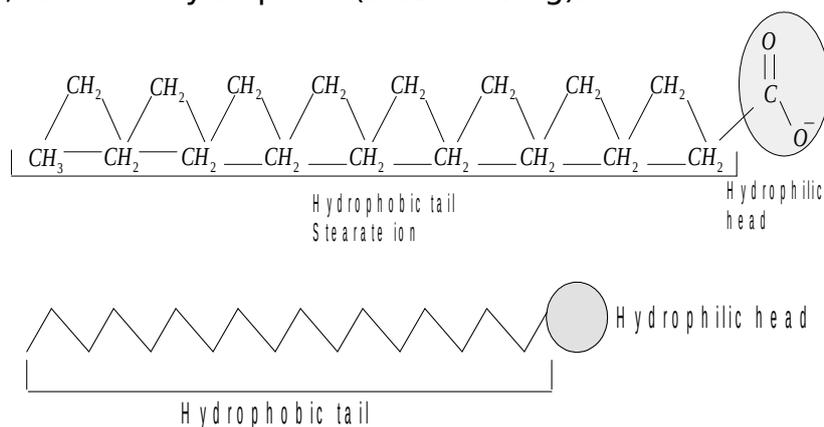 O
CH₂ CH₂ CH₂ CH₂ CH₂ CH₂ CH₂ CH₂ C
O⁻
CH₃ CH₂ CH₂ CH₂ CH₂ CH₂ CH₂ CH₂ CH₂
Hydrophobic tail
Stearate ion
Hydrophilic
head
Hydrophilic head
Hydrophobic tail